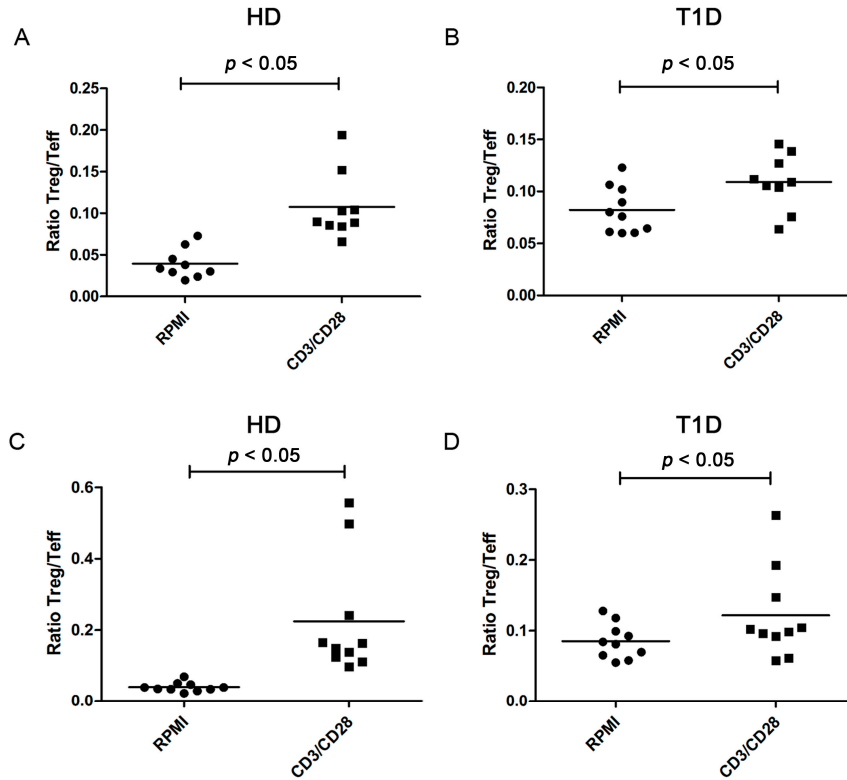 A
HD
p < 0.05
Ratio Treg/Teff
0.25
0.20
0.15
0.10
0.05
0.00
RPMI
CD3/CD28
B
T1D
p < 0.05
Ratio Treg/Teff
0.20
0.15
0.10
0.05
0.00
RPMI
CD3/CD28
C
HD
p < 0.05
Ratio Treg/Teff
0.6
0.4
0.2
0.0
RPMI
CD3/CD28
D
T1D
p < 0.05
Ratio Treg/Teff
0.3
0.2
0.1
0.0
RPMI
CD3/CD28